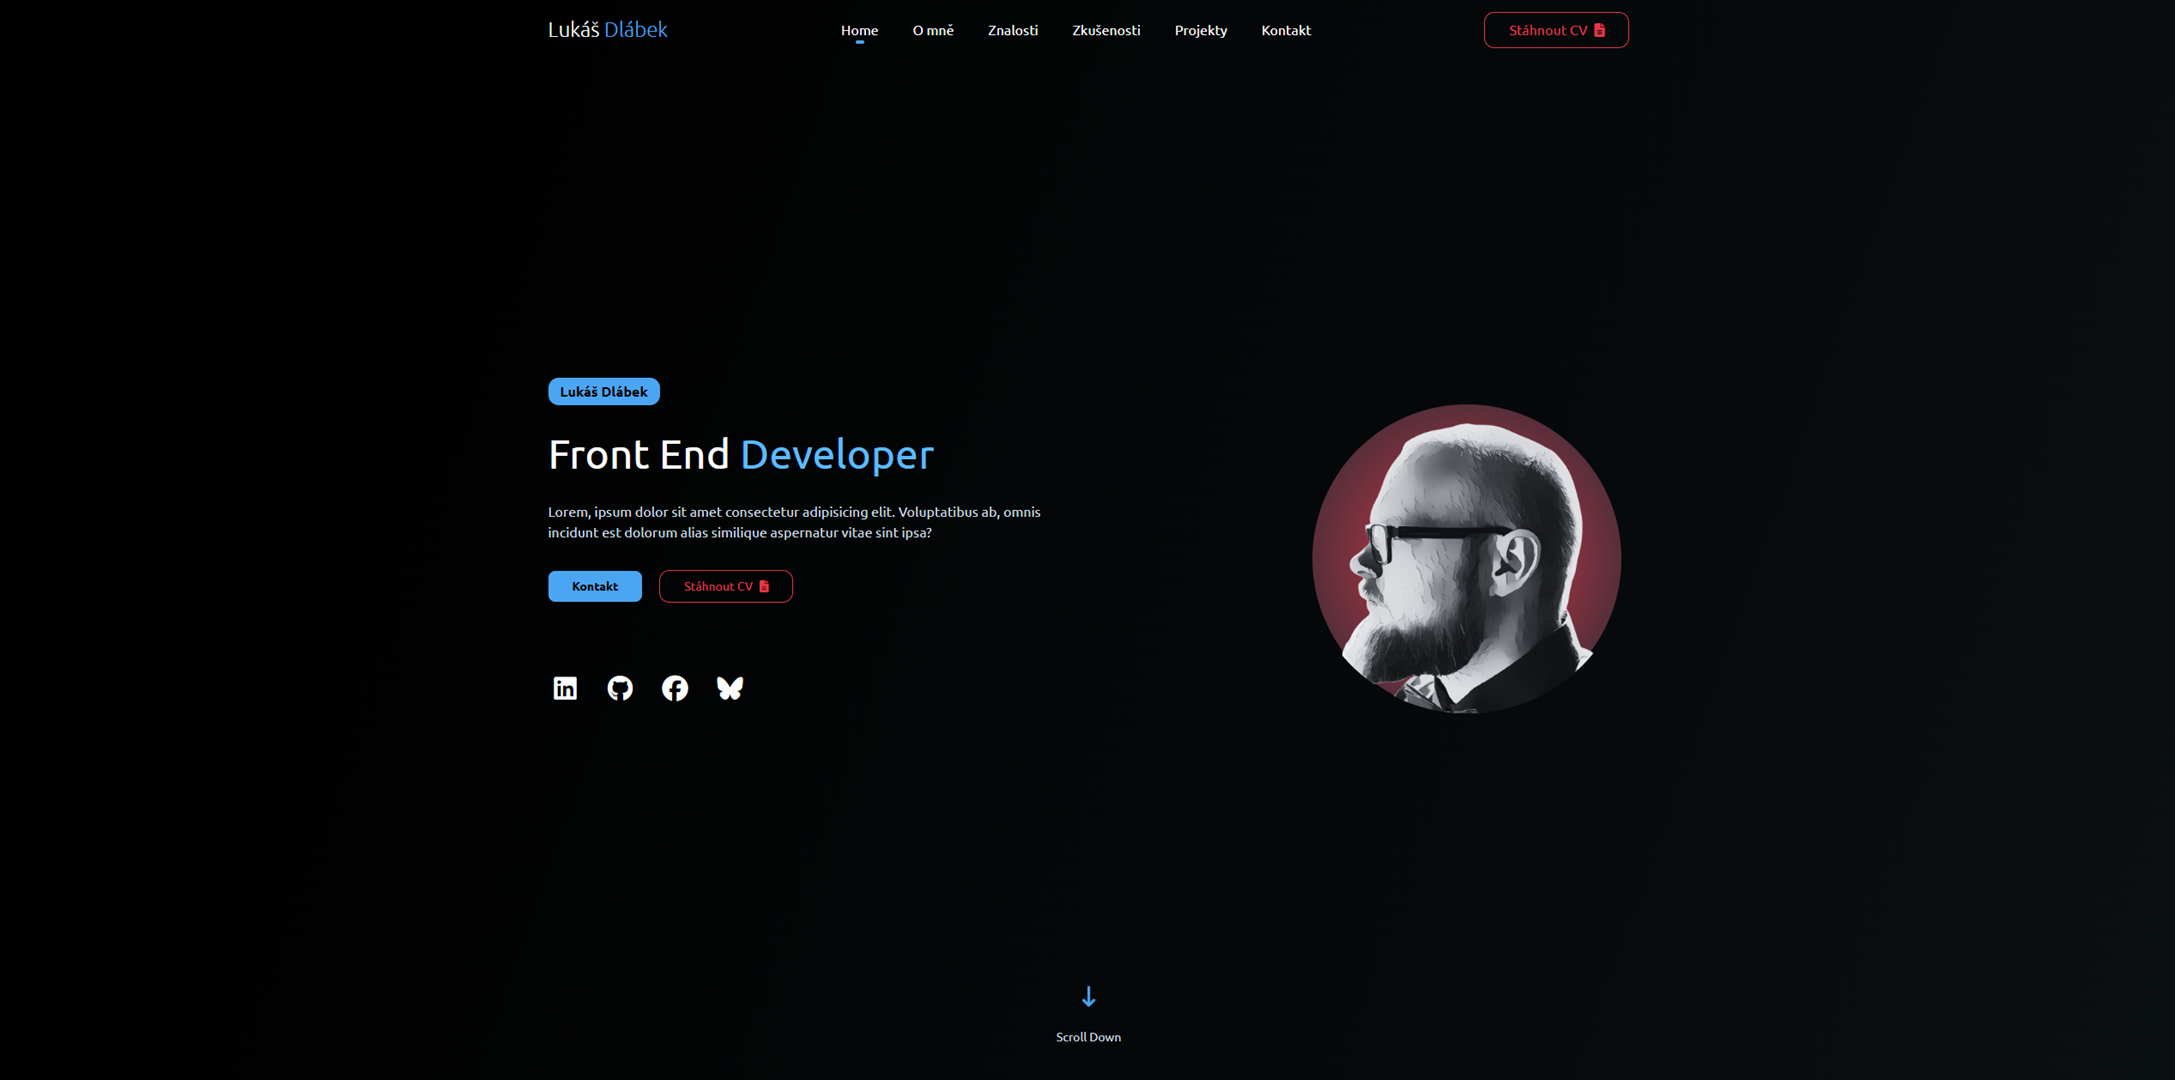 Lukáš Dlábek
Home
O mně
Znalosti
Zkušenosti
Projekty
Kontakt
Stáhnout CV
Lukáš Dlábek
Front End Developer
Lorem, ipsum dolor sit amet consectetur adipisicing elit. Voluptatibus ab, omnis
incidunt est dolorum alias similique aspernatur vitae sint ipsa?
Kontakt
Stáhnout CV
Scroll Down